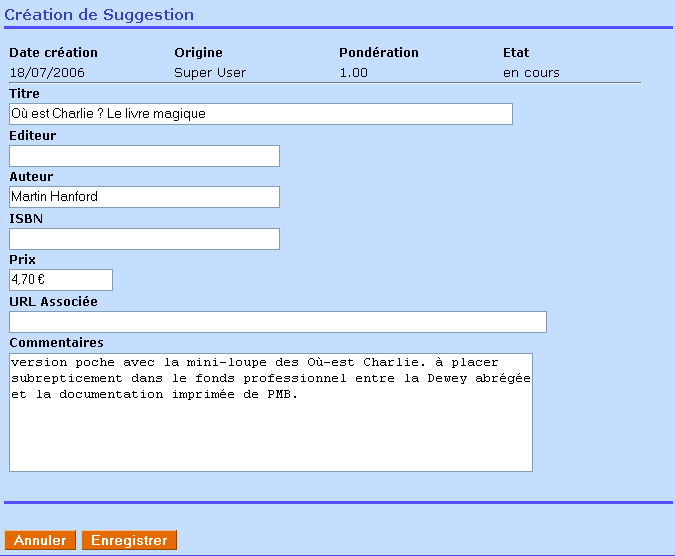 Création de Suggestion
Date création Origine Pondération Etat
18/07/2006 Super User 1.00 en cours
Titre
Où est Charlie ? Le livre magique
Editeur
Auteur
Martin Hanford
ISBN
Prix
4,70 €
URL Associée
Commentaires
version poche avec la mini-loupe des Où-est Charlie. à placer
subrepticement dans le fonds professionnel entre la Dewey abrégée
et la documentation imprimée de PMB.
Annuler Enregistrer